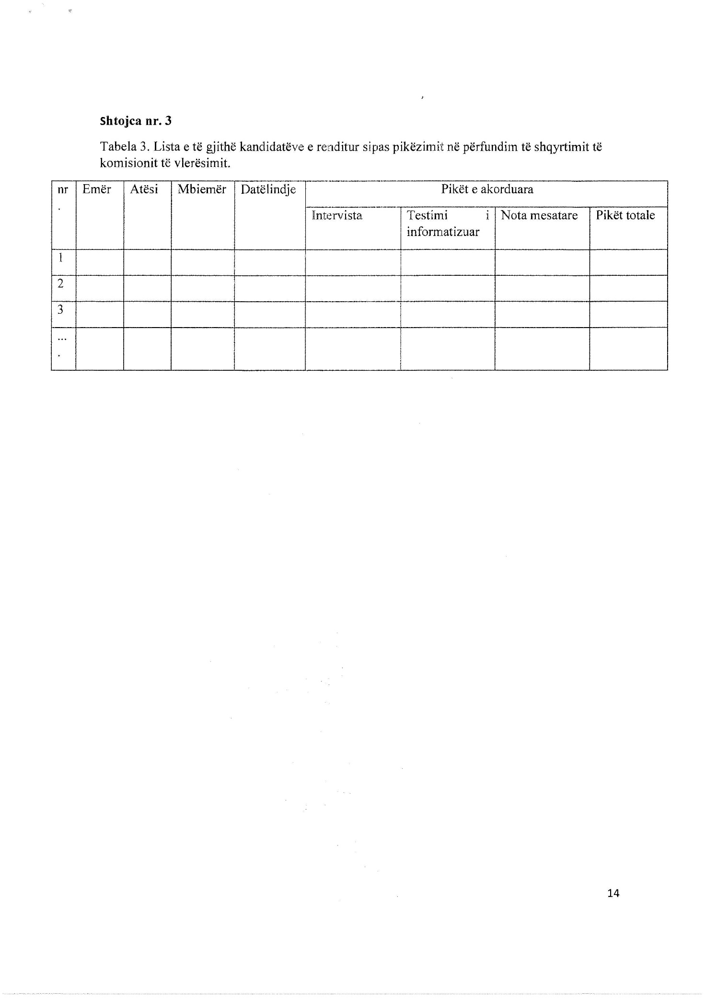 Shtojca nr. 3
Tabela 3. Lista e të gjithë kandidatëve e renditur sipas pikëzimit në përfundim të shqyrtimit të
komisionit të vlerësimit.
nr Emër Atësi Mbiemër Datëlindje Pikët e akorduara
.
Intervista Testimi i Nota mesatare Pikët totale
informatizuar
1
2
3
...
.
14